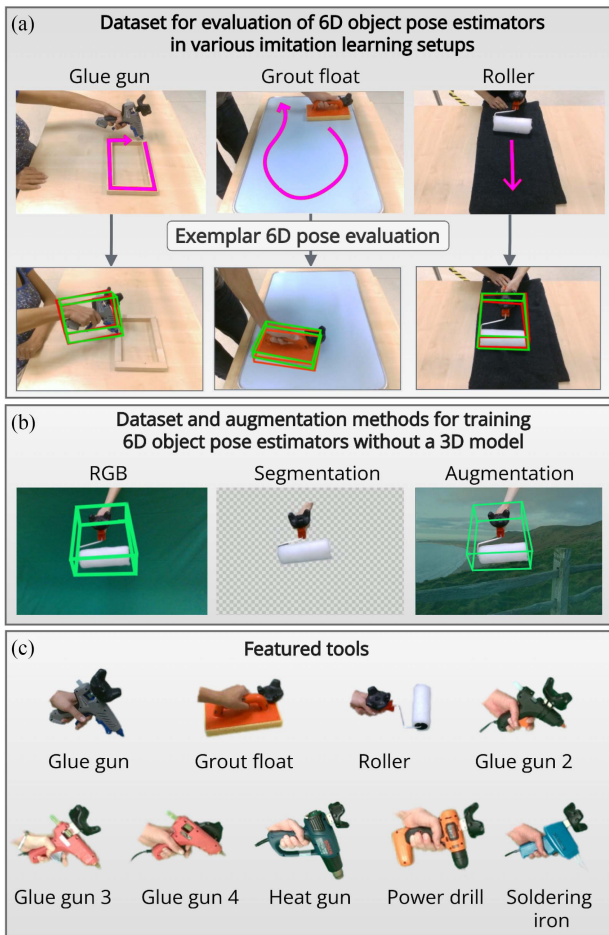 (a)
Dataset for evaluation of 6D object pose estimators
in various imitation learning setups
Glue gun
Grout float
Roller
Exemplar 6D pose evaluation
(b)
Dataset and augmentation methods for training
6D object pose estimators without a 3D model
RGB
Segmentation
Augmentation
(c)
Featured tools
Glue gun
Grout float
Roller
Glue gun 2
Glue gun 3
Glue gun 4
Heat gun
Power drill
Soldering
iron